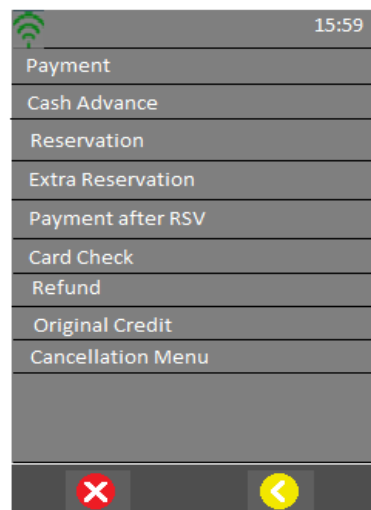 15:59
Payment
Cash Advance
Reservation
Extra Reservation
Payment after RSV
Card Check
Refund
Original Credit
Cancellation Menu